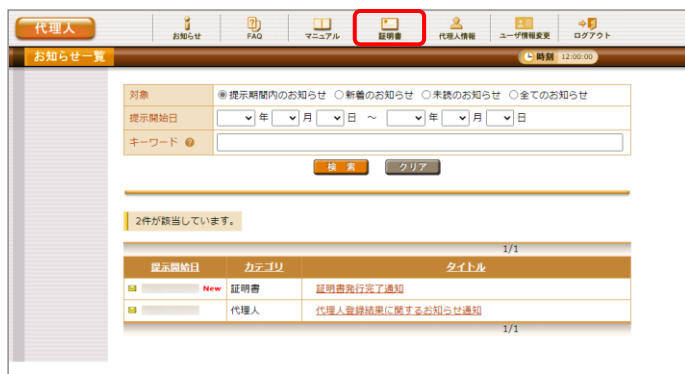 代理人
お知らせ FAQ マニュアル 証明書 代理人情報 ユーザ情報変更 ログアウト
お知らせ一覧 時刻 12:00:00
対象 提示期間内のお知らせ 新着のお知らせ 未読のお知らせ 全てのお知らせ
提示開始日 年 月 日 ～ 年 月 日
キーワード ?
検 索 クリア
2件が該当しています。
1/1
提示開始日 カテゴリ タイトル
New 証明書 証明書発行完了通知
代理人 代理人登録結果に関するお知らせ通知
1/1